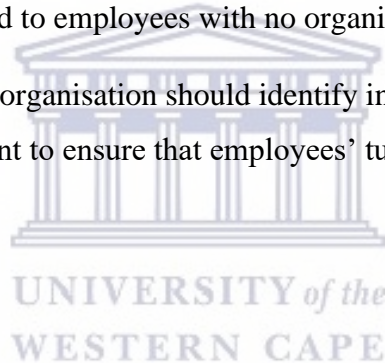 d to employees with no organi
organisation should identify in
nt to ensure that employees’ tu
UNIVERSITY of the
WESTERN CAPE